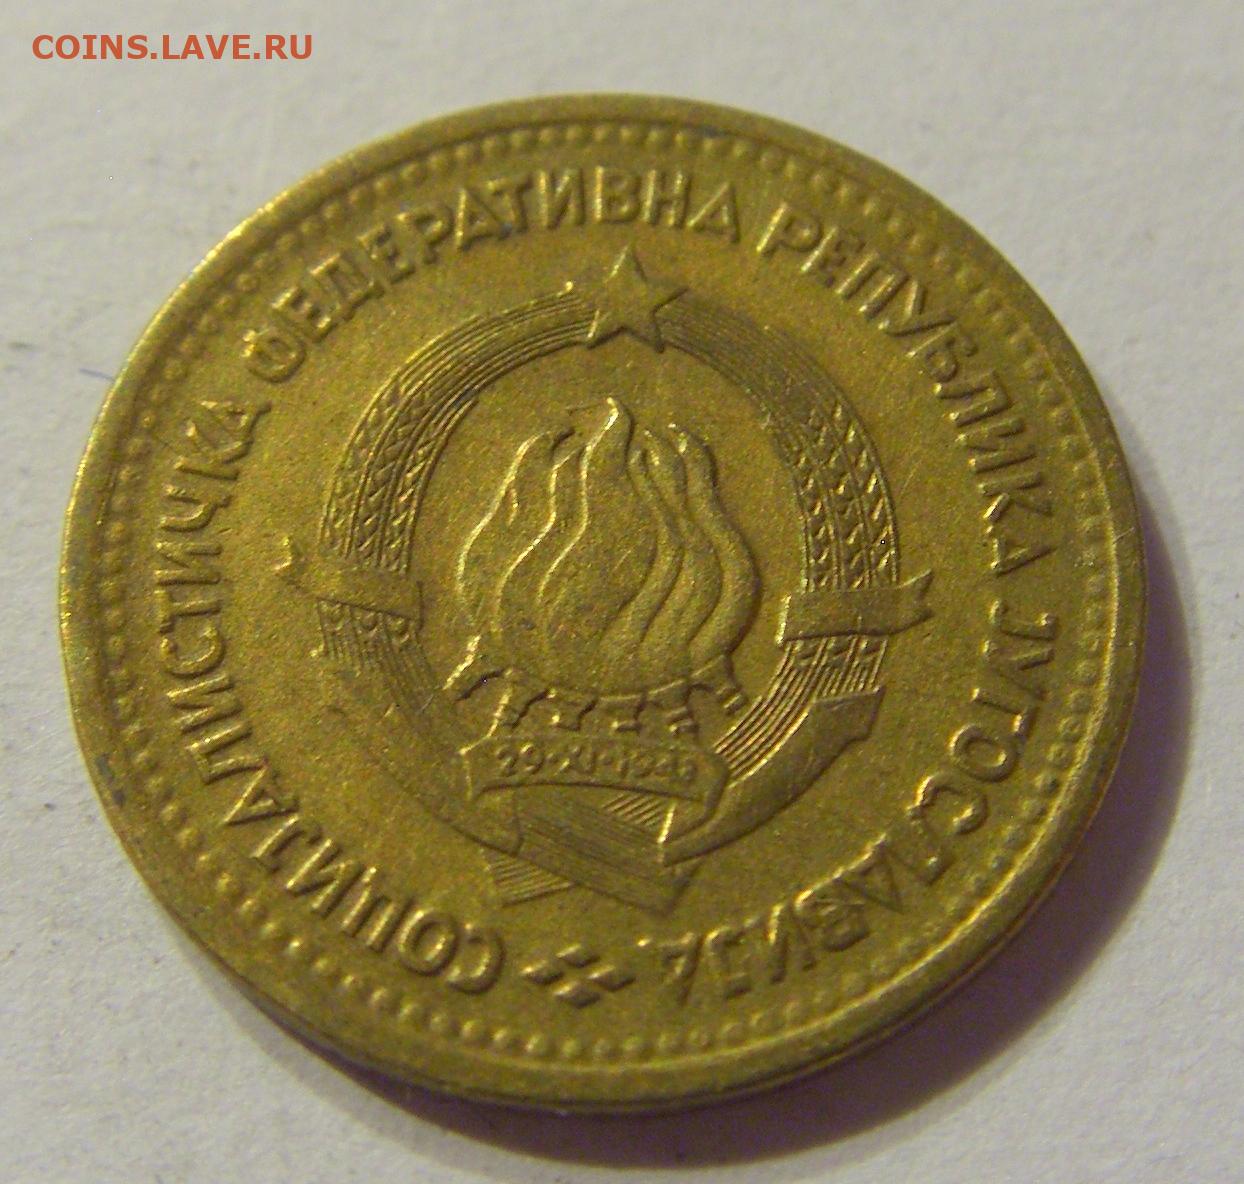 COINS.LAVE.RU
СОЦИЈАЛИСТИЧКА ФЕДЕРАТИВНА РЕПУБЛИКА ЈУГОСЛАВИЈА
29·XI·1943